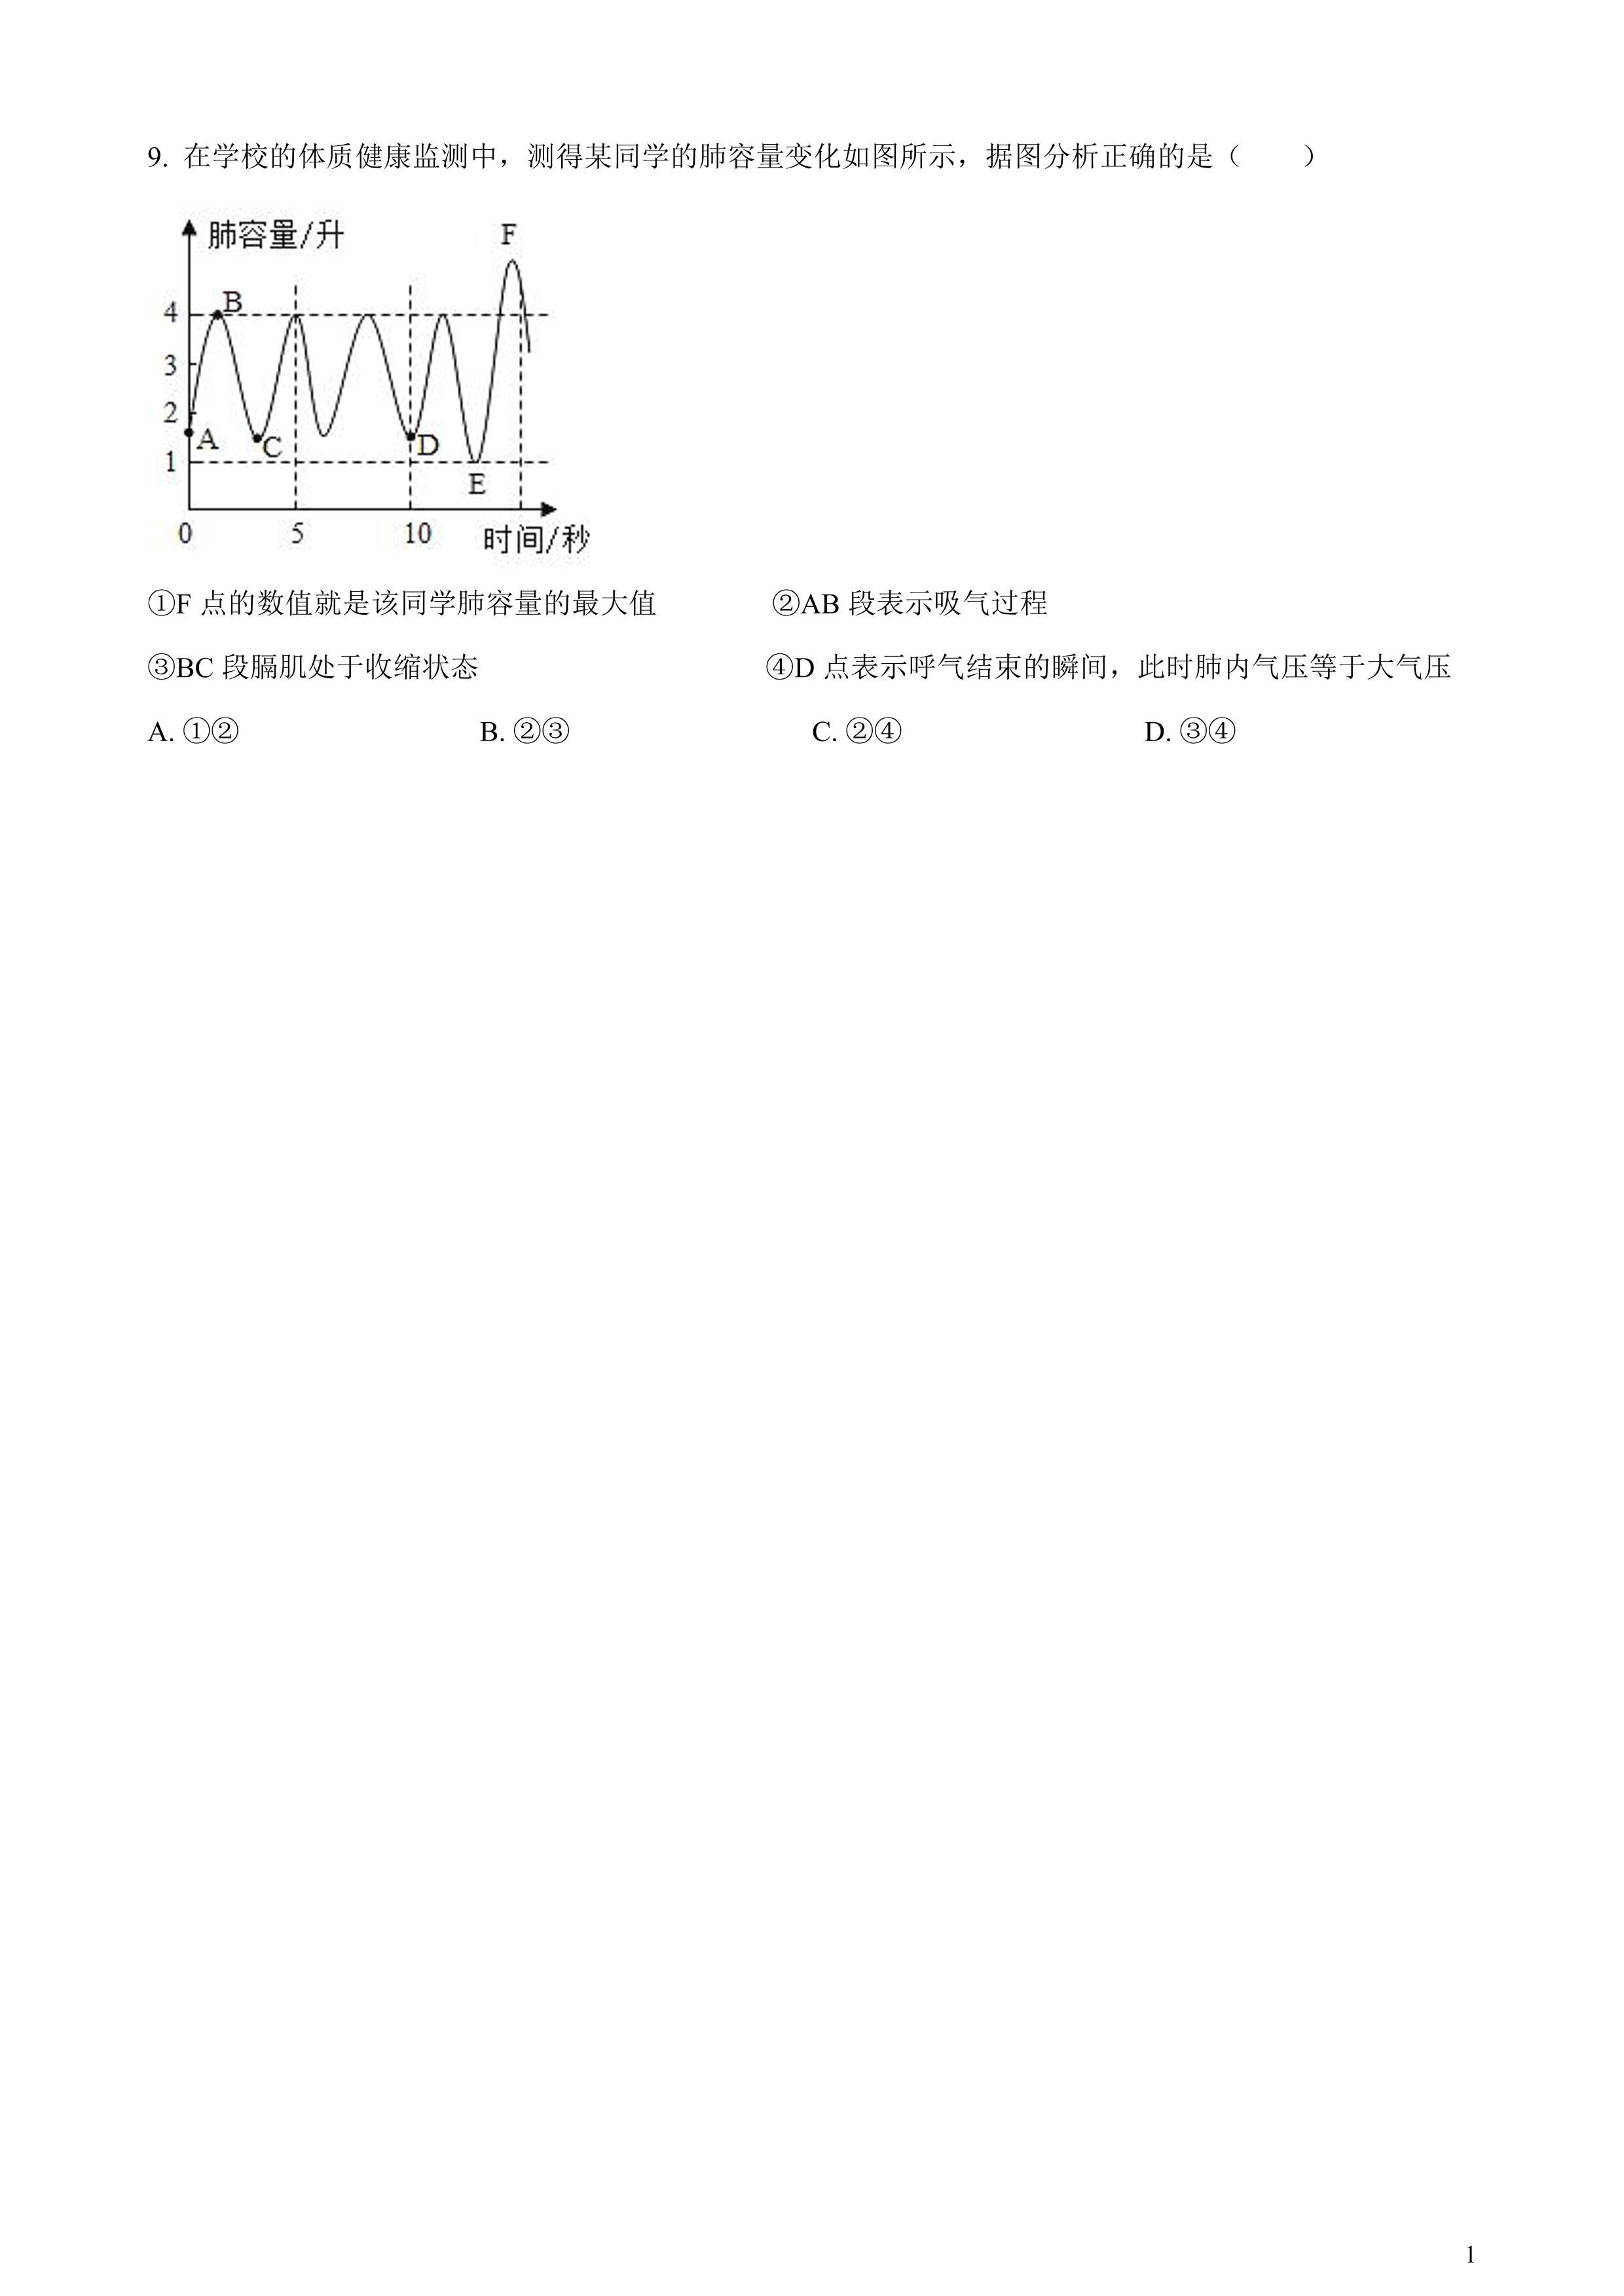 9. 在学校的体质健康监测中，测得某同学的肺容量变化如图所示，据图分析正确的是（　　）
肺容量/升
F
4
B
3
2
A
C
D
1
E
0
5
10
时间/秒
①F 点的数值就是该同学肺容量的最大值 ②AB 段表示吸气过程
③BC 段膈肌处于收缩状态 ④D 点表示呼气结束的瞬间，此时肺内气压等于大气压
A. ①② B. ②③ C. ②④ D. ③④
1